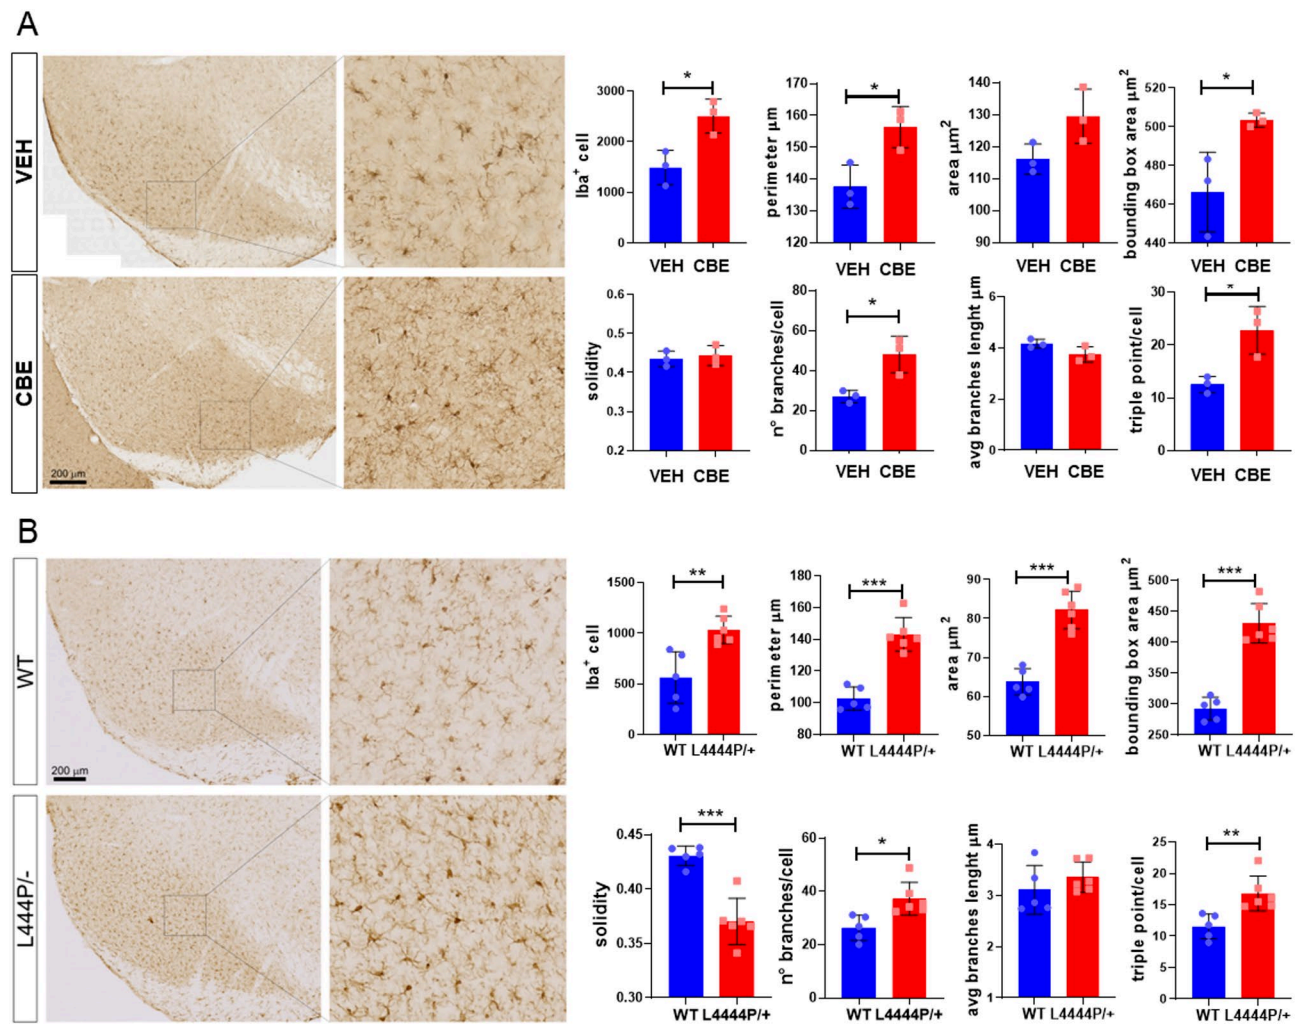 A
VEH
CBE
200 µm
Iba+ cell
3000
2000
1000
0
*
VEH CBE
perimeter µm
170
160
150
140
130
120
*
VEH CBE
area µm²
140
130
120
110
100
90
VEH CBE
bounding box area µm²
520
500
480
460
440
*
VEH CBE
solidity
0.6
0.5
0.4
0.3
0.2
VEH CBE
n° branches/cell
80
60
40
20
0
*
VEH CBE
avg branches lenght µm
6
4
2
0
VEH CBE
triple point/cell
30
20
10
0
*
VEH CBE
B
WT
L444P/-
200 µm
Iba+ cell
1500
1000
500
0
**
WT L4444P/+
perimeter µm
180
160
140
120
100
80
***
WT L4444P/+
area µm²
90
80
70
60
50
***
WT L4444P/+
bounding box area µm²
500
450
400
350
300
250
***
WT L4444P/+
solidity
0.45
0.40
0.35
0.30
***
WT L4444P/+
n° branches/cell
60
40
20
0
*
WT L4444P/+
avg branches lenght µm
4
3
2
1
WT L4444P/+
triple point/cell
25
20
15
10
5
0
**
WT L4444P/+